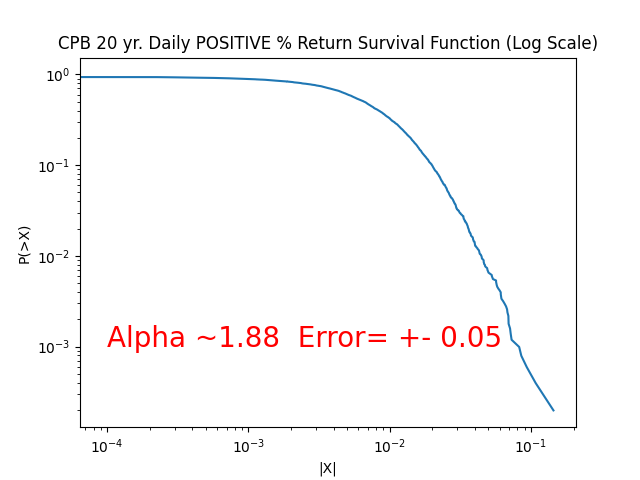 CPB 20 yr. Daily POSITIVE % Return Survival Function (Log Scale)
10⁰
10⁻¹
10⁻²
10⁻³
P(>X)
Alpha ~1.88  Error= +- 0.05
10⁻⁴ 10⁻³ 10⁻² 10⁻¹
|X|